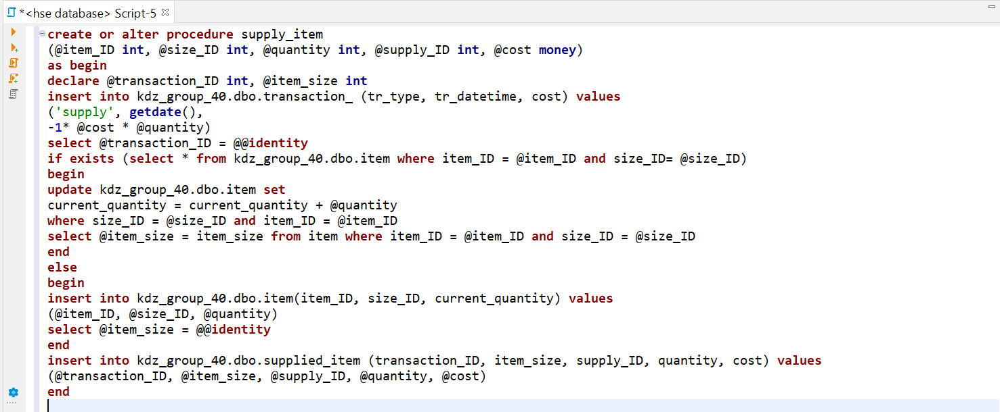 *<hse database> Script-5
create or alter procedure supply_item
(@item_ID int, @size_ID int, @quantity int, @supply_ID int, @cost money)
as begin
declare @transaction_ID int, @item_size int
insert into kdz_group_40.dbo.transaction_ (tr_type, tr_datetime, cost) values
('supply', getdate(),
-1* @cost * @quantity)
select @transaction_ID = @@identity
if exists (select * from kdz_group_40.dbo.item where item_ID = @item_ID and size_ID= @size_ID)
begin
update kdz_group_40.dbo.item set
current_quantity = current_quantity + @quantity
where size_ID = @size_ID and item_ID = @item_ID
select @item_size = item_size from item where item_ID = @item_ID and size_ID = @size_ID
end
else
begin
insert into kdz_group_40.dbo.item(item_ID, size_ID, current_quantity) values
(@item_ID, @size_ID, @quantity)
select @item_size = @@identity
end
insert into kdz_group_40.dbo.supplied_item (transaction_ID, item_size, supply_ID, quantity, cost) values
(@transaction_ID, @item_size, @supply_ID, @quantity, @cost)
end